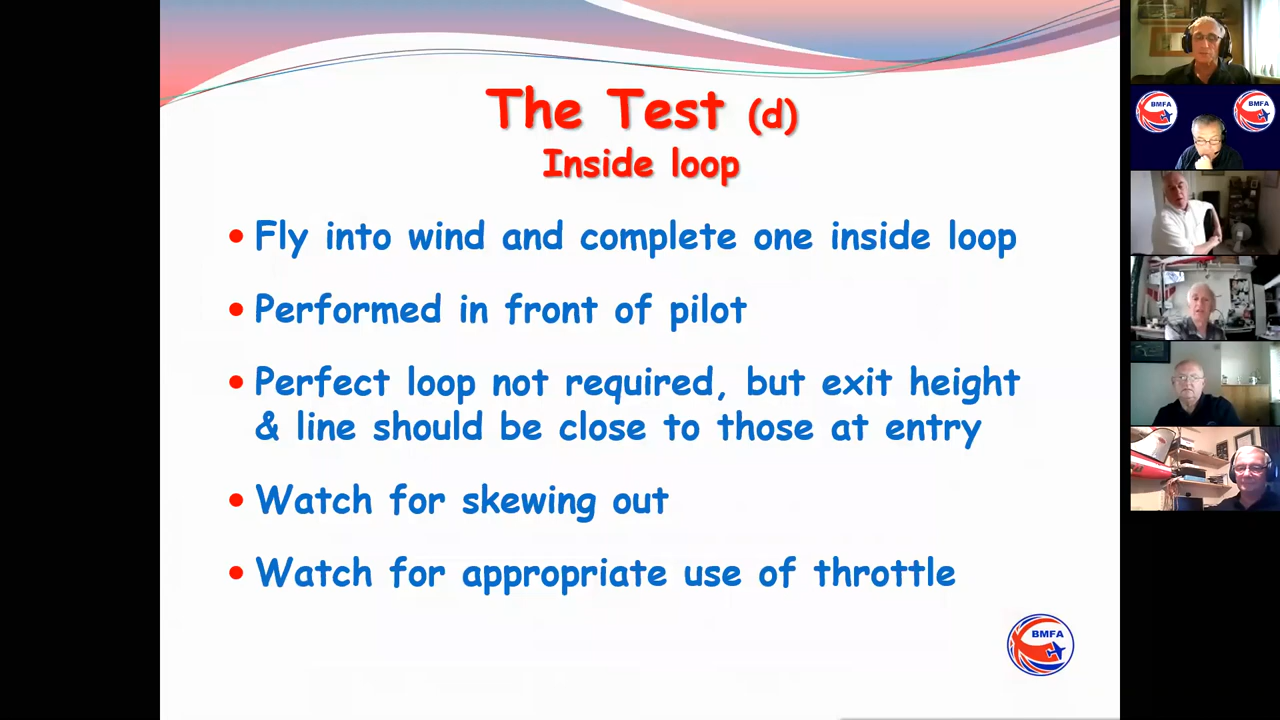 The Test (d)
Inside loop
• Fly into wind and complete one inside loop
• Performed in front of pilot
• Perfect loop not required, but exit height
& line should be close to those at entry
• Watch for skewing out
• Watch for appropriate use of throttle
BMFA
BMFA
BMFA